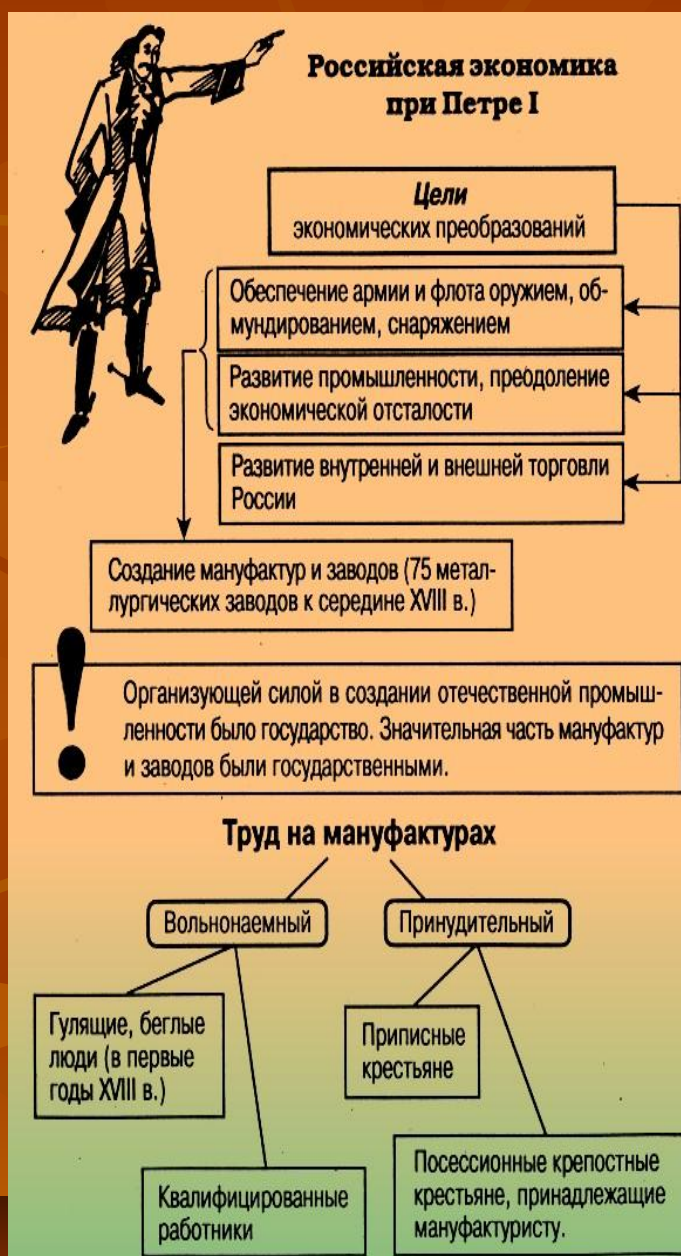 Российская экономика
при Петре I
Цели
экономических преобразований
Обеспечение армии и флота оружием, об-
мундированием, снаряжением
Развитие промышленности, преодоление
экономической отсталости
Развитие внутренней и внешней торговли
России
Создание мануфактур и заводов (75 метал-
лургических заводов к середине XVIII в.)
!
Организующей силой в создании отечественной промыш-
ленности было государство. Значительная часть мануфактур
и заводов были государственными.
Труд на мануфактурах
Вольнонаемный
Принудительный
Гулящие, беглые
люди (в первые
годы XVIII в.)
Приписные
крестьяне
Квалифицированные
работники
Посессионные крепостные
крестьяне, принадлежащие
мануфактуристу.